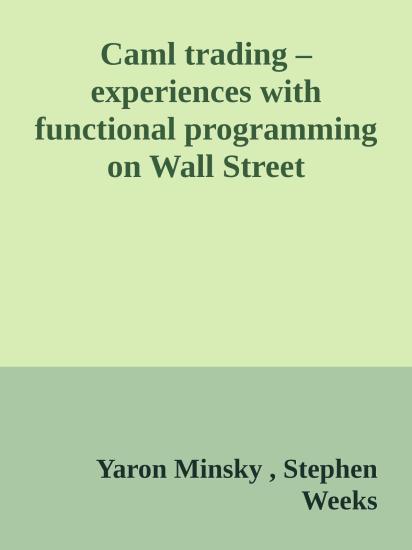 Caml trading –
experiences with
functional programming
on Wall Street
Yaron Minsky , Stephen
Weeks